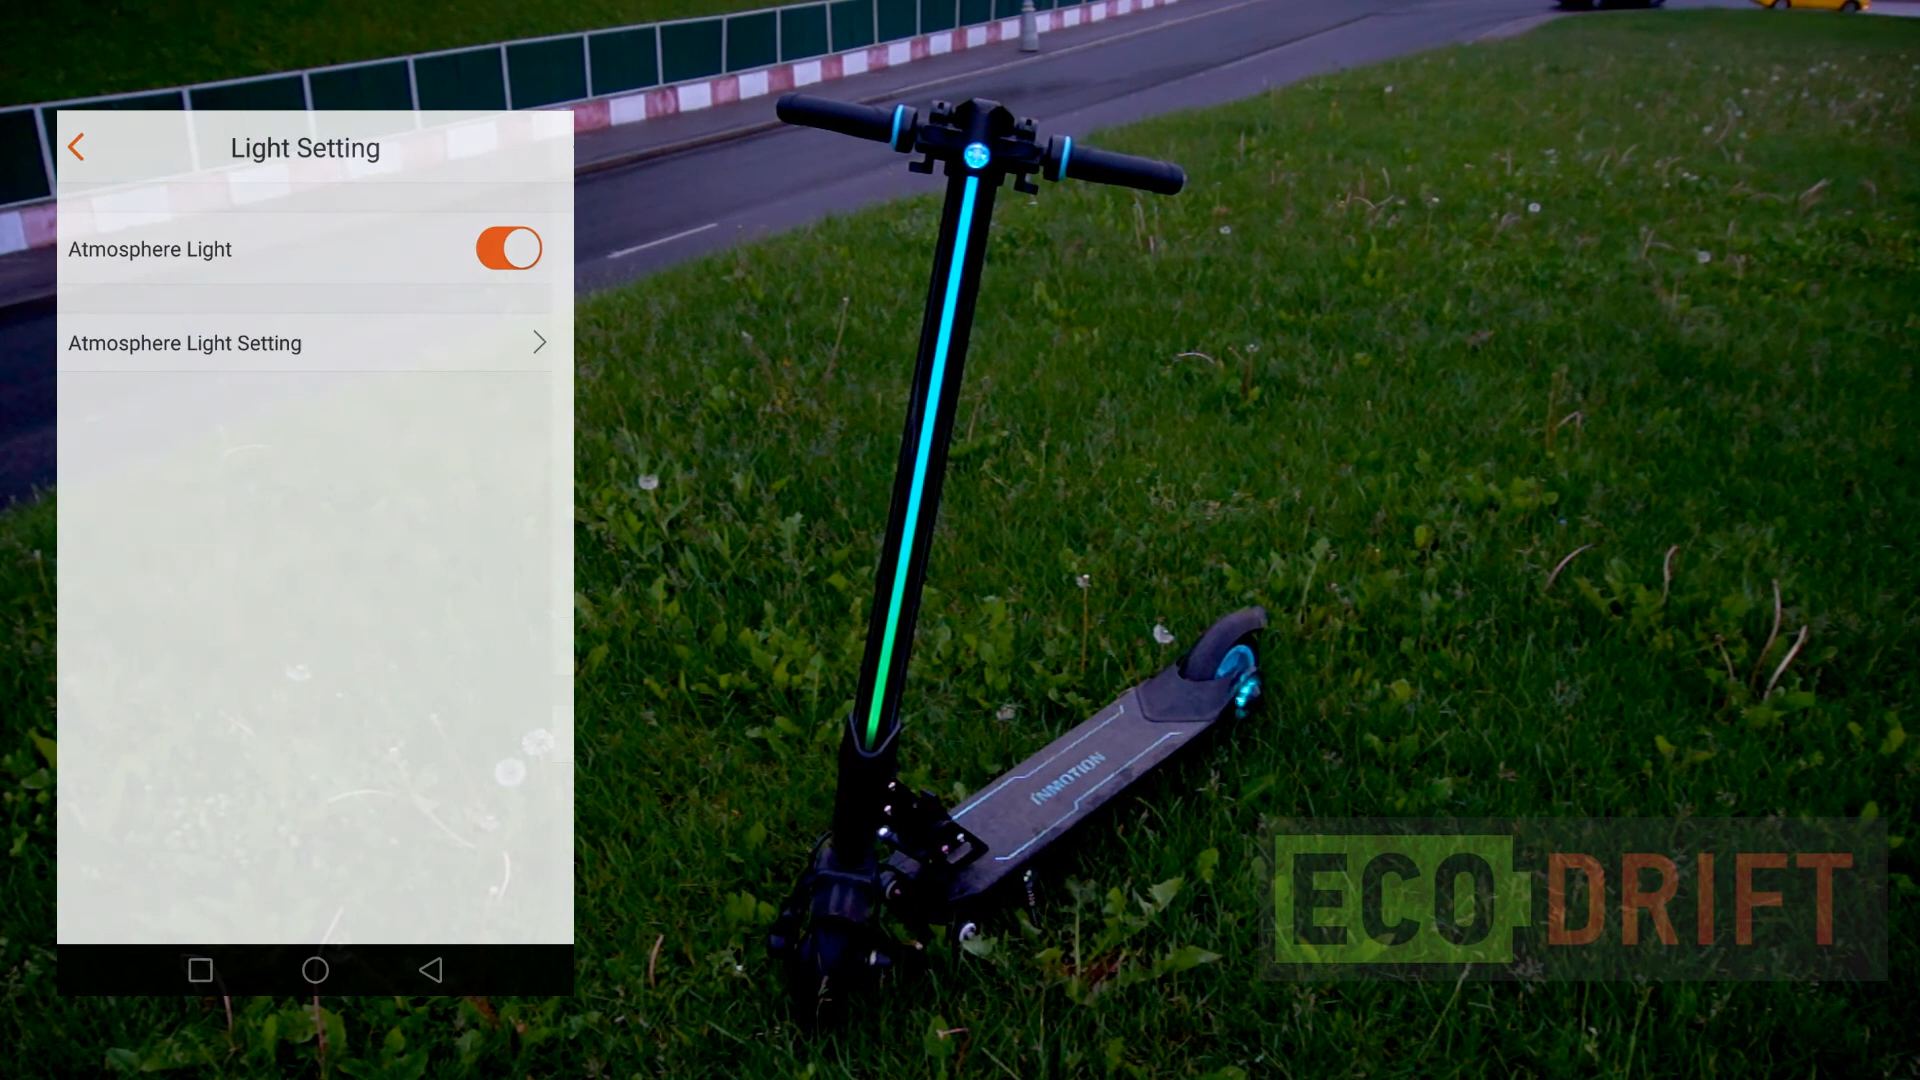 Light Setting
Atmosphere Light
Atmosphere Light Setting
INMOTION
ECO DRIFT